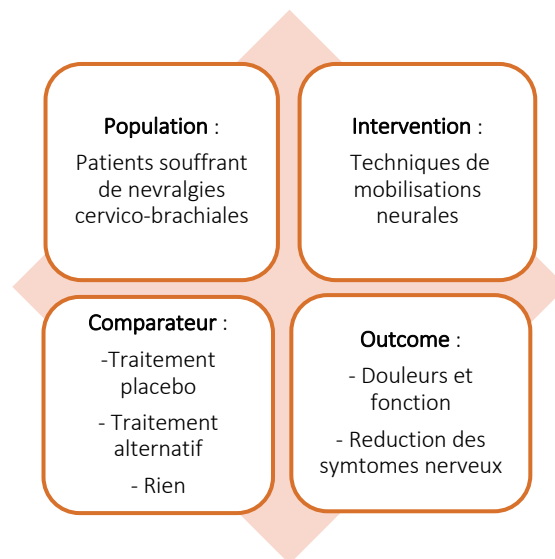 Population :
Patients souffrant
de nevralgies
cervico-brachiales
Intervention :
Techniques de
mobilisations
neurales
Comparateur :
-Traitement
placebo
- Traitement
alternatif
- Rien
Outcome :
- Douleurs et
fonction
- Reduction des
symtomes nerveux